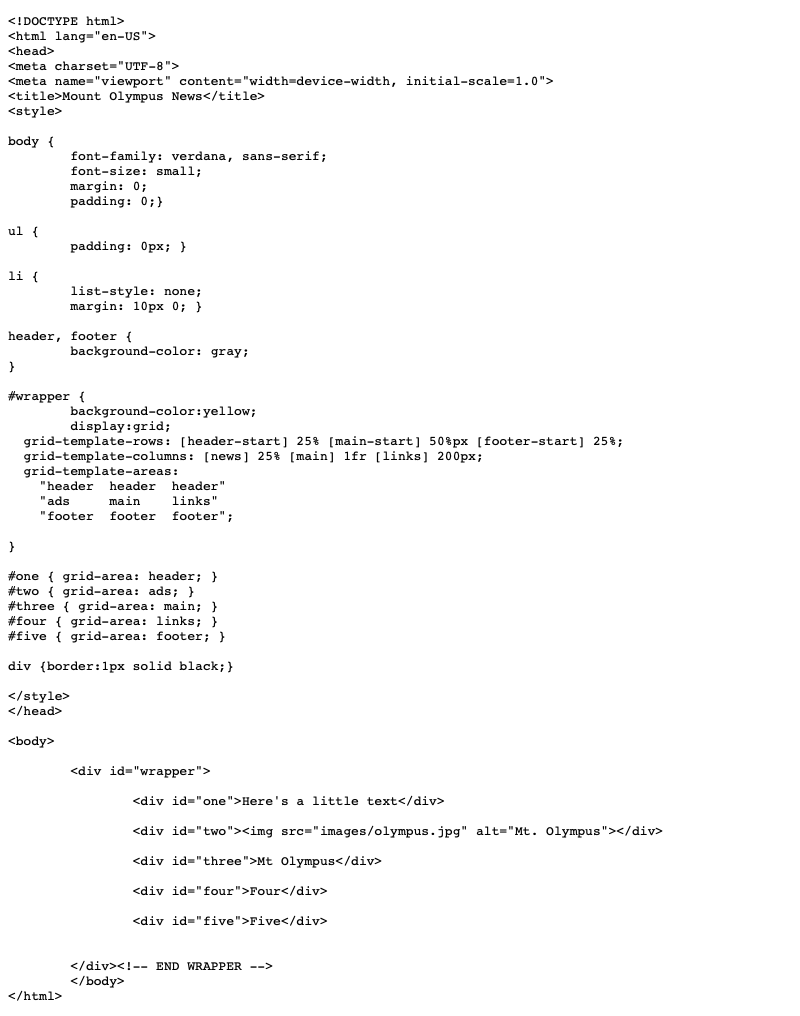 <!DOCTYPE html>
<html lang="en-US">
<head>
<meta charset="UTF-8">
<meta name="viewport" content="width=device-width, initial-scale=1.0">
<title>Mount Olympus News</title>
<style>

body {
        font-family: verdana, sans-serif;
        font-size: small;
        margin: 0;
        padding: 0;}

ul {
        padding: 0px; }

li {
        list-style: none;
        margin: 10px 0; }

header, footer {
        background-color: gray;
}

#wrapper {
        background-color:yellow;
        display:grid;
  grid-template-rows: [header-start] 25% [main-start] 50%px [footer-start] 25%;
  grid-template-columns: [news] 25% [main] 1fr [links] 200px;
  grid-template-areas:
    "header  header  header"
    "ads     main    links"
    "footer  footer  footer";

}

#one { grid-area: header; }
#two { grid-area: ads; }
#three { grid-area: main; }
#four { grid-area: links; }
#five { grid-area: footer; }

div {border:1px solid black;}

</style>
</head>

<body>

        <div id="wrapper">

                <div id="one">Here's a little text</div>

                <div id="two"><img src="images/olympus.jpg" alt="Mt. Olympus"></div>

                <div id="three">Mt Olympus</div>

                <div id="four">Four</div>

                <div id="five">Five</div>


        </div><!-- END WRAPPER -->
        </body>
</html>